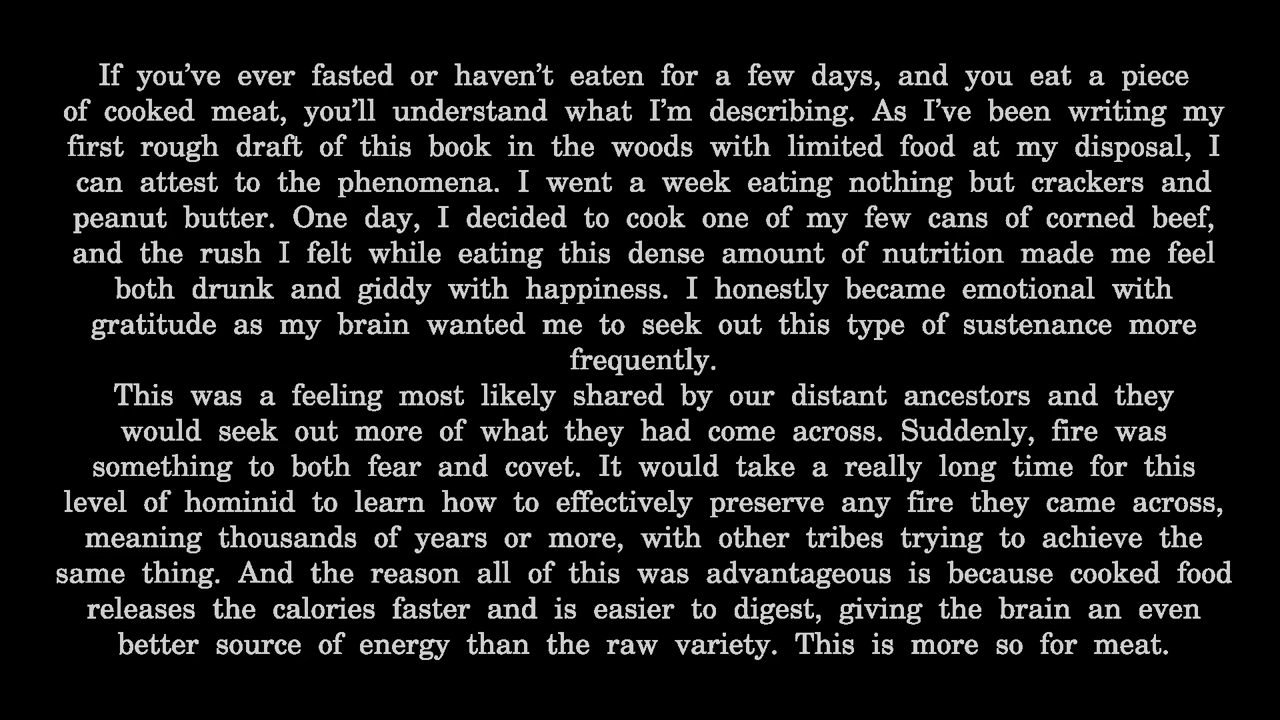 If you've ever fasted or haven't eaten for a few days, and you eat a piece
of cooked meat, you'll understand what I'm describing. As I've been writing my
first rough draft of this book in the woods with limited food at my disposal, I
can attest to the phenomena. I went a week eating nothing but crackers and
peanut butter. One day, I decided to cook one of my few cans of corned beef,
and the rush I felt while eating this dense amount of nutrition made me feel
both drunk and giddy with happiness. I honestly became emotional with
gratitude as my brain wanted me to seek out this type of sustenance more
frequently.
This was a feeling most likely shared by our distant ancestors and they
would seek out more of what they had come across. Suddenly, fire was
something to both fear and covet. It would take a really long time for this
level of hominid to learn how to effectively preserve any fire they came across,
meaning thousands of years or more, with other tribes trying to achieve the
same thing. And the reason all of this was advantageous is because cooked food
releases the calories faster and is easier to digest, giving the brain an even
better source of energy than the raw variety. This is more so for meat.